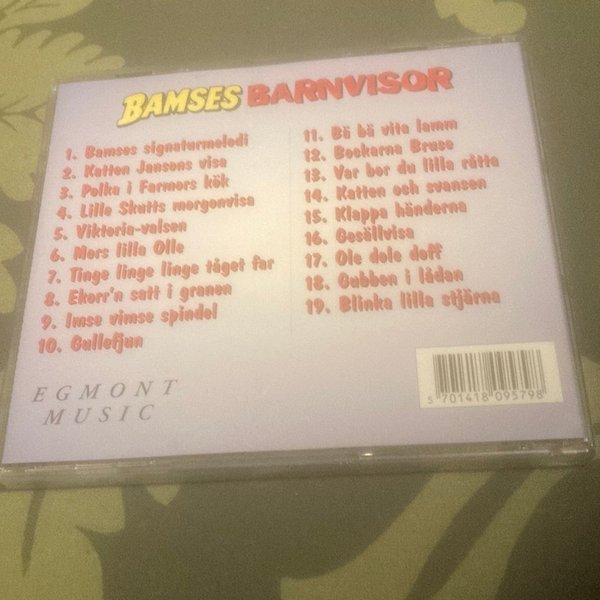 BAMSES BARNVISOR
1. Bamses signaturmelodi
2. Katten Jansons visa
3. Polka i Farmors kök
4. Lille Skutts morgonvisa
5. Viktoria-valsen
6. Mors lilla Olle
7. Tinge linge linge tåget far
8. Ekorr'n satt i granen
9. Imse vimse spindel
10. Gullefjun
11. Bä bä vita lamm
12. Bockarna Bruse
13. Var bor du lilla råtta
14. Katten och svansen
15. Klappa händerna
16. Gesällvisa
17. Ole dole doff
18. Gubben i lådan
19. Blinka lilla stjärna
EGMONT
MUSIC
5 701418 095798